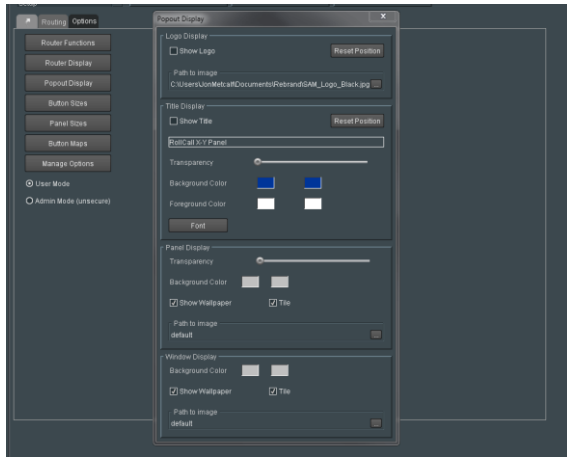 Setup
Routing Options
Router Functions
Router Display
Popout Display
Button Sizes
Panel Sizes
Button Maps
Manage Options
User Mode
Admin Mode (unsecure)
Popout Display X
Logo Display
Show Logo Reset Position
Path to image
C:\Users\JonMetcalf\Documents\Rebrand\SAM_Logo_Black.jpg
Title Display
Show Title Reset Position
RollCall X-Y Panel
Transparency
Background Color
Foreground Color
Font
Panel Display
Transparency
Background Color
Show Wallpaper Tile
Path to image
default
Window Display
Background Color
Show Wallpaper Tile
Path to image
default